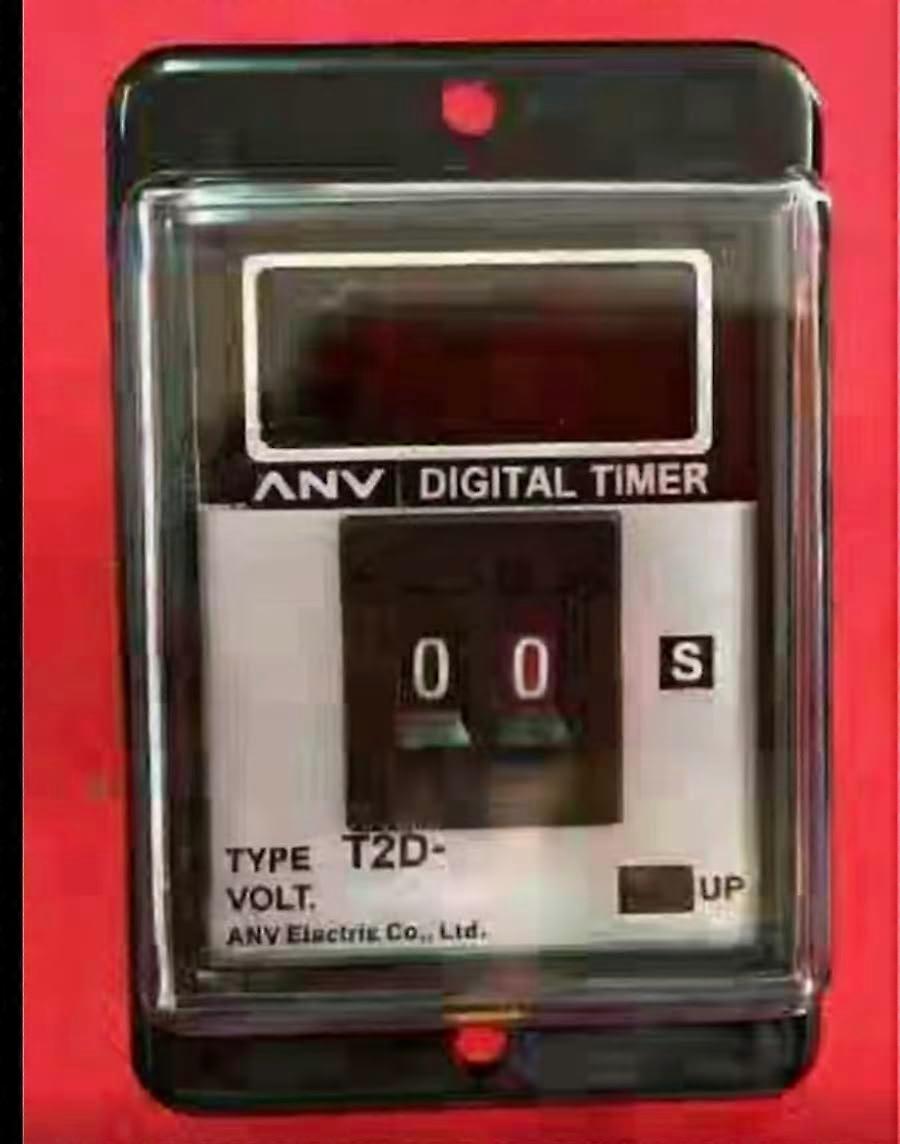 ANV DIGITAL TIMER
0 0
S
TYPE T2D-
VOLT.
UP
ANV Electric Co., Ltd.